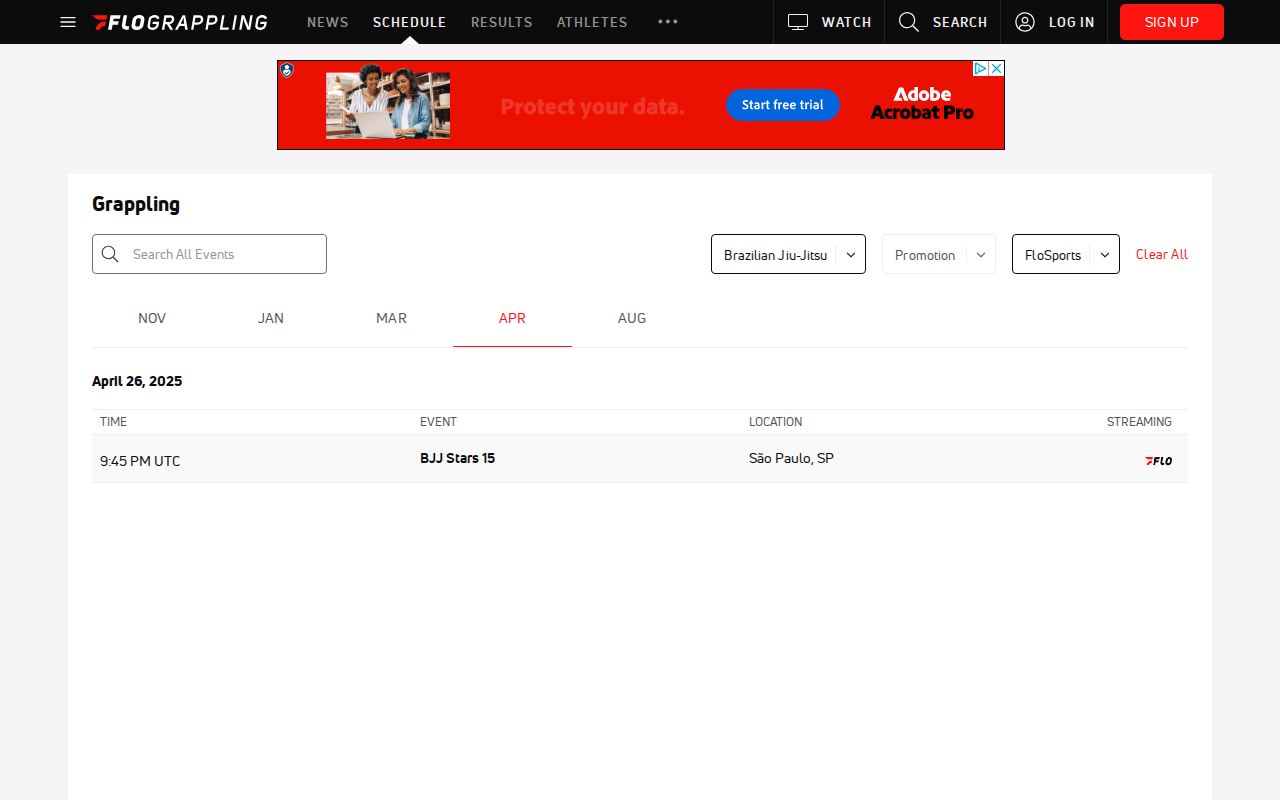 FLOGRAPPLING NEWS SCHEDULE RESULTS ATHLETES ••• WATCH SEARCH LOG IN SIGN UP
Protect your data. Start free trial Adobe
Acrobat Pro
Grappling
Search All Events Brazilian Jiu-Jitsu Promotion FloSports Clear All
NOV JAN MAR APR AUG
April 26, 2025
TIME EVENT LOCATION STREAMING
9:45 PM UTC BJJ Stars 15 São Paulo, SP FLO